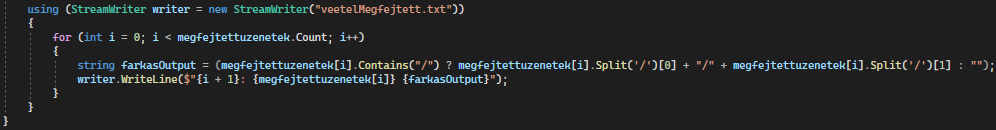 using (StreamWriter writer = new StreamWriter("veetelMegfejtett.txt"))
{
for (int i = 0; i < megfejtettuzenetek.Count; i++)
{
string farkasOutput = (megfejtettuzenetek[i].Contains("/") ? megfejtettuzenetek[i].Split('/')[0] + "/" + megfejtettuzenetek[i].Split('/')[1] : "");
writer.WriteLine($"{i + 1}: {megfejtettuzenetek[i]} {farkasOutput}");
}
}
}